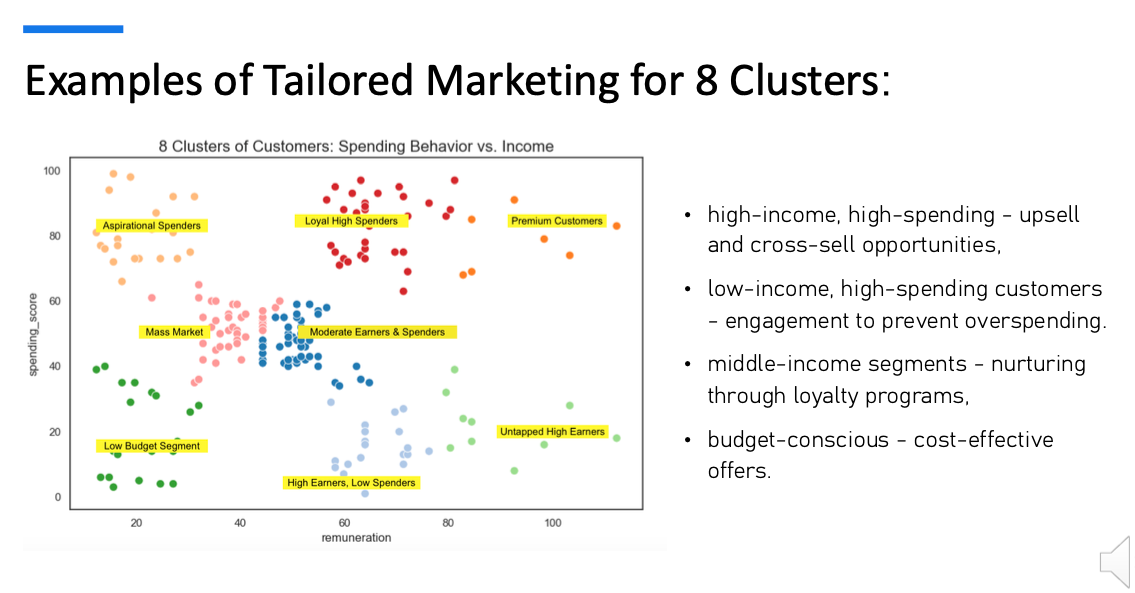 Examples of Tailored Marketing for 8 Clusters:
8 Clusters of Customers: Spending Behavior vs. Income
100
80
60
40
20
0
spending_score
Aspirational Spenders
Loyal High Spenders
Premium Customers
Mass Market
Moderate Earners & Spenders
Low Budget Segment
Untapped High Earners
High Earners, Low Spenders
20
40
60
80
100
remuneration
• high-income, high-spending - upsell
and cross-sell opportunities,
• low-income, high-spending customers
- engagement to prevent overspending.
• middle-income segments - nurturing
through loyalty programs,
• budget-conscious - cost-effective
offers.